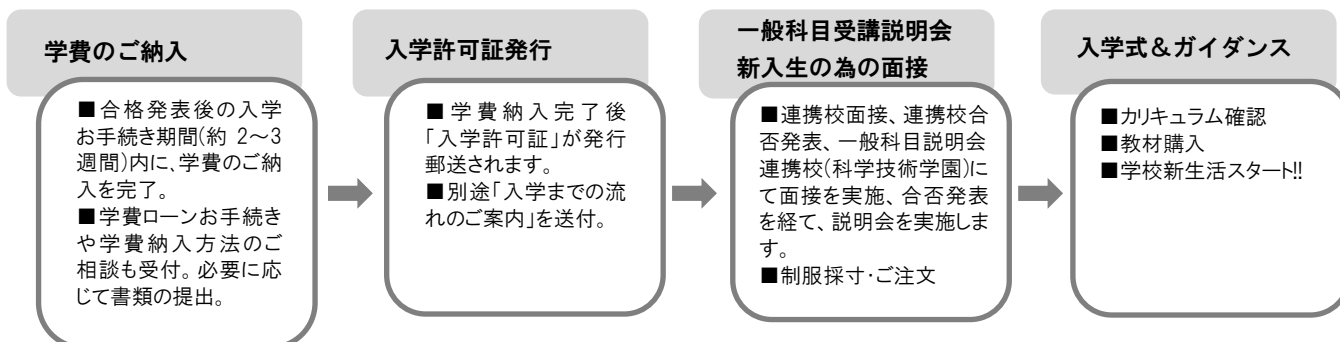 学費のご納入
■合格発表後の入学
お手続き期間(約 2～3
週間)内に、学費のご納
入を完了。
■学費ローンお手続き
や学費納入方法のご
相談も受付。必要に応
じて書類の提出。
入学許可証発行
■学費納入完了後
「入学許可証」が発行
郵送されます。
■別途「入学までの流
れのご案内」を送付。
一般科目受講説明会
新入生の為の面接
■連携校面接、連携校合
否発表、一般科目説明会
連携校(科学技術学園)に
て面接を実施、合否発表
を経て、説明会を実施しま
す。
■制服採寸・ご注文
入学式＆ガイダンス
■カリキュラム確認
■教材購入
■学校新生活スタート!!